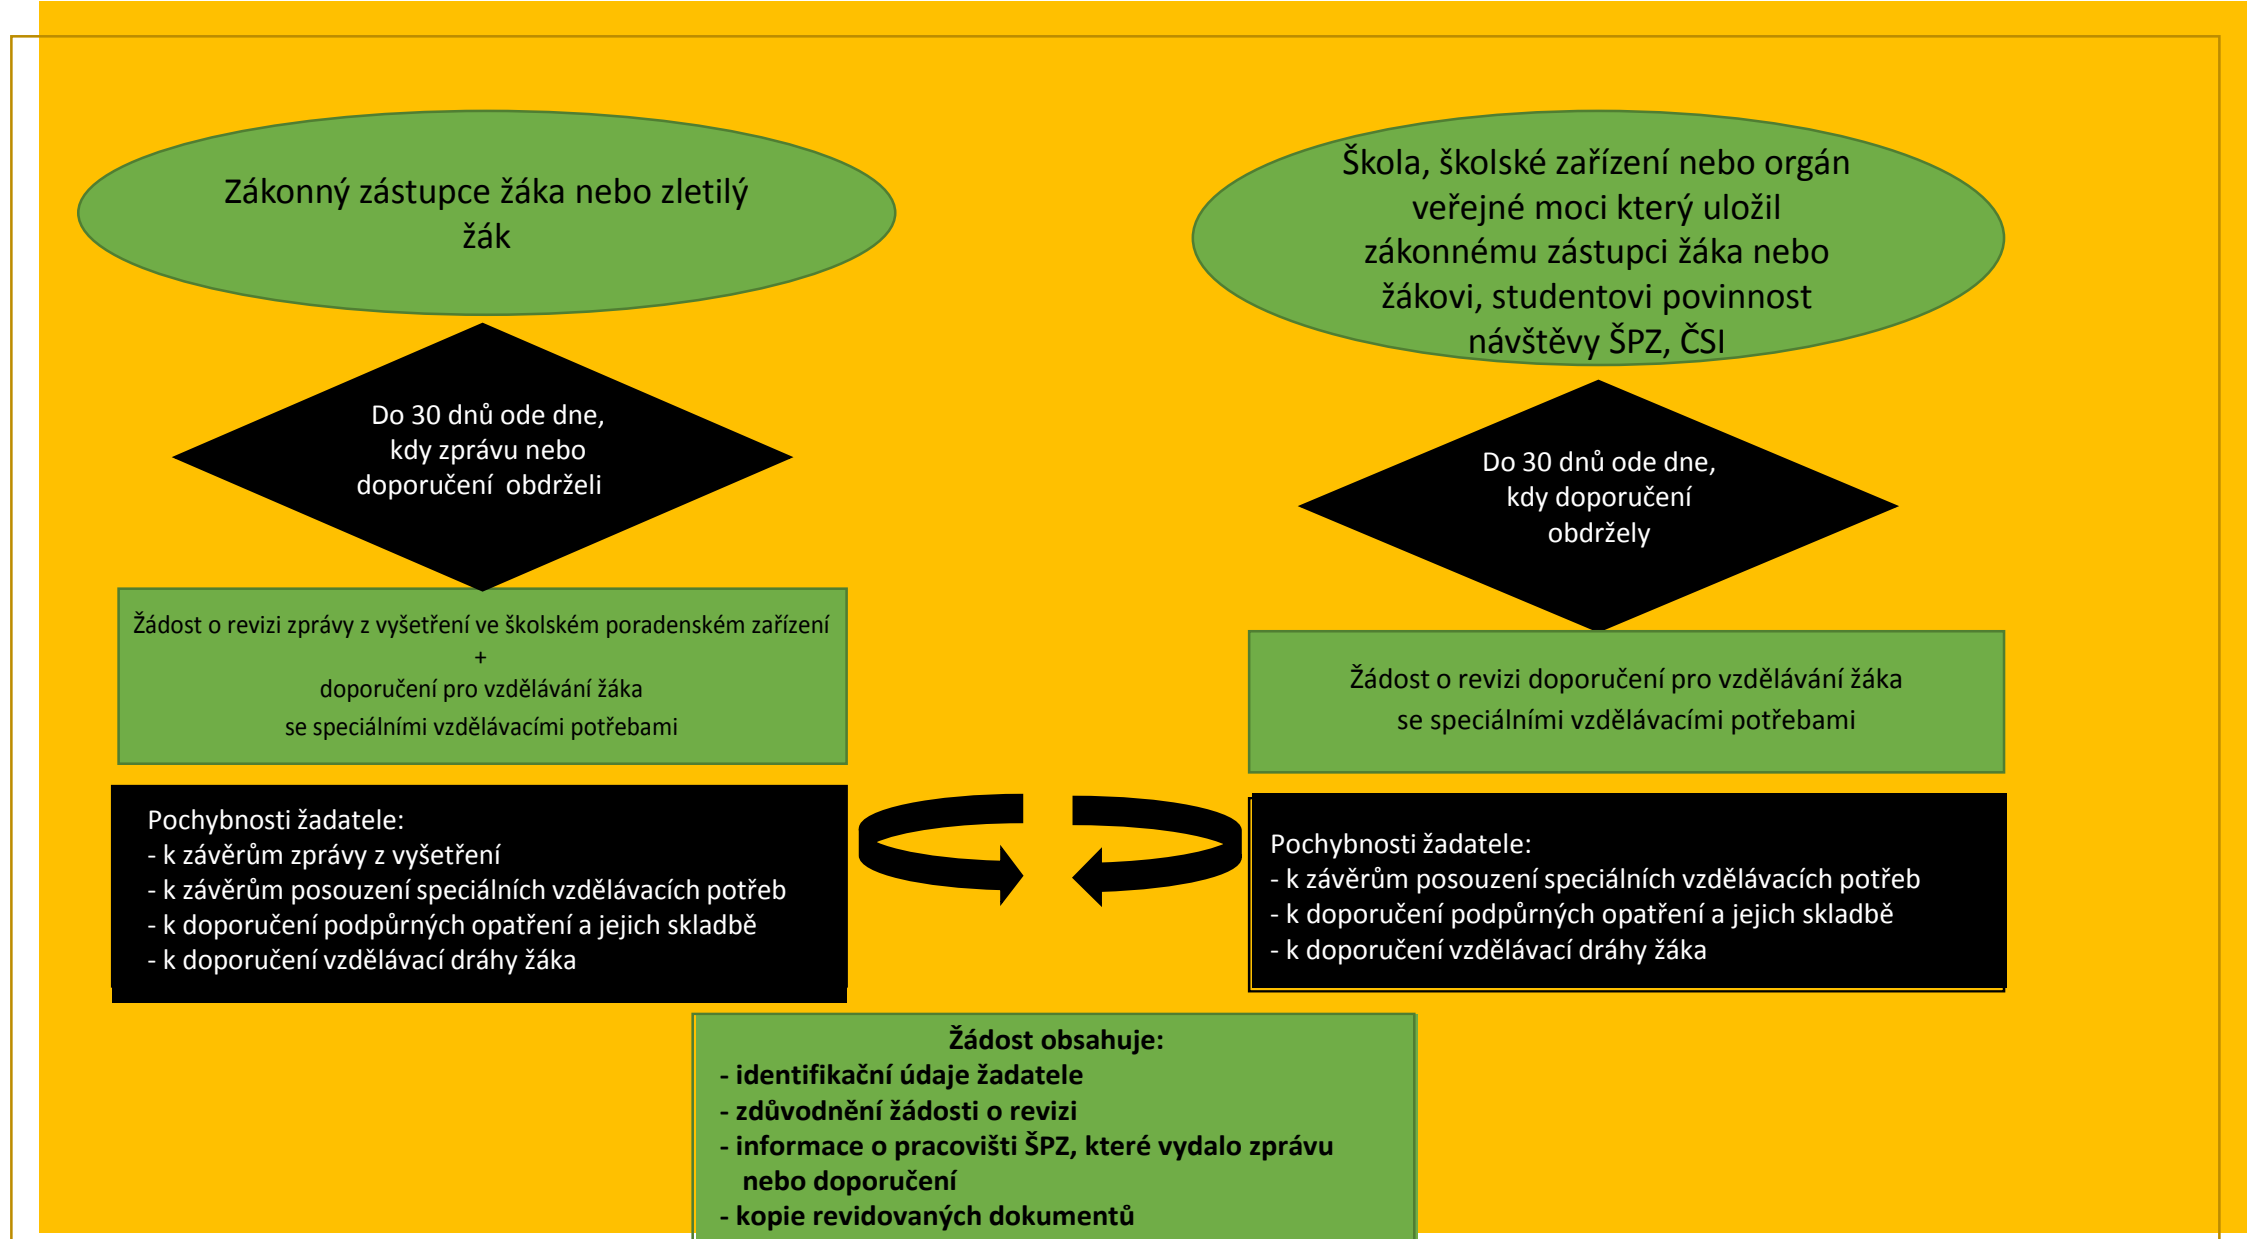 Zákonný zástupce žáka nebo zletilý
žák
Do 30 dnů ode dne,
kdy zprávu nebo
doporučení obdrželi
Žádost o revizi zprávy z vyšetření ve školském poradenském zařízení
+
doporučení pro vzdělávání žáka
se speciálními vzdělávacími potřebami
Pochybnosti žadatele:
- k závěrům zprávy z vyšetření
- k závěrům posouzení speciálních vzdělávacích potřeb
- k doporučení podpůrných opatření a jejich skladbě
- k doporučení vzdělávací dráhy žáka
Škola, školské zařízení nebo orgán
veřejné moci který uložil
zákonnému zástupci žáka nebo
žákovi, studentovi povinnost
návštěvy ŠPZ, ČSI
Do 30 dnů ode dne,
kdy doporučení
obdržely
Žádost o revizi doporučení pro vzdělávání žáka
se speciálními vzdělávacími potřebami
Pochybnosti žadatele:
- k závěrům posouzení speciálních vzdělávacích potřeb
- k doporučení podpůrných opatření a jejich skladbě
- k doporučení vzdělávací dráhy žáka
Žádost obsahuje:
- identifikační údaje žadatele
- zdůvodnění žádosti o revizi
- informace o pracovišti ŠPZ, které vydalo zprávu
nebo doporučení
- kopie revidovaných dokumentů